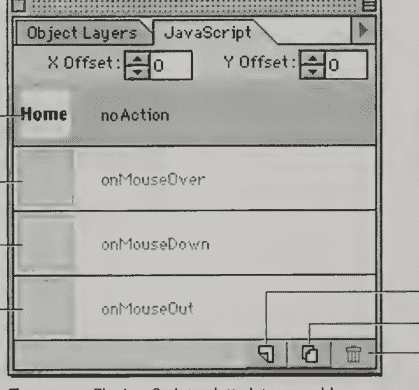 Object Layers JavaScript
X Offset: 0 Y Offset: 0
Home noAction
onMouseOver
onMouseDown
onMouseOut